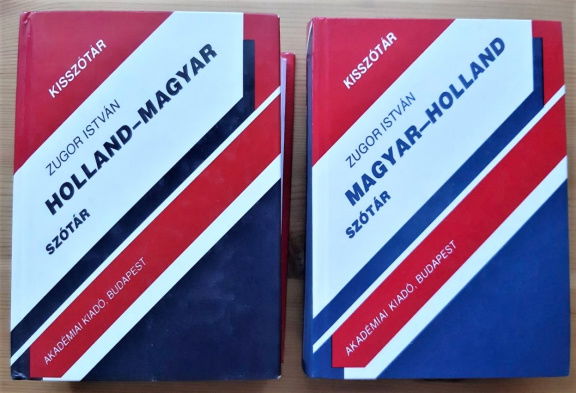 KISSZÓTÁR
ZUGOR ISTVÁN
HOLLAND–MAGYAR
SZÓTÁR
AKADÉMIAI KIADÓ, BUDAPEST
KISSZÓTÁR
ZUGOR ISTVÁN
MAGYAR–HOLLAND
SZÓTÁR
AKADÉMIAI KIADÓ, BUDAPEST